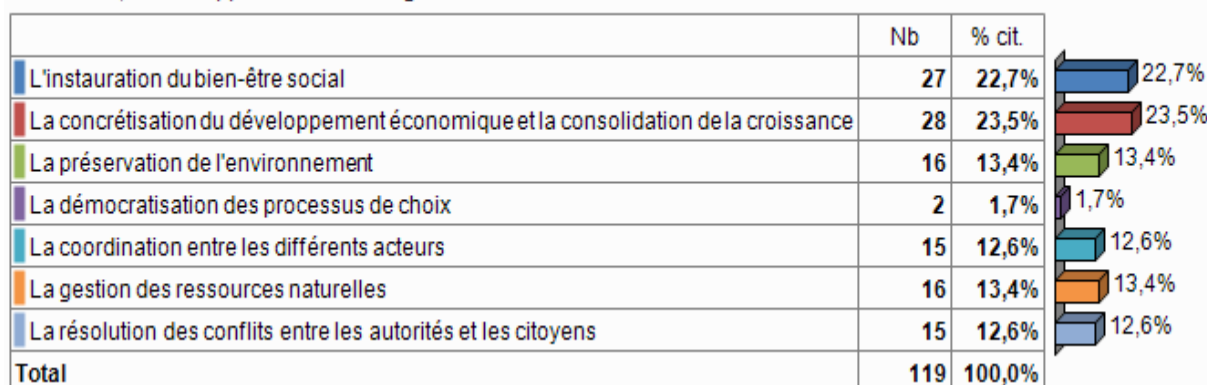 Nb % cit.
L'instauration du bien-être social 27 22,7% 22,7%
La concrétisation du développement économique et la consolidation de la croissance 28 23,5% 23,5%
La préservation de l'environnement 16 13,4% 13,4%
La démocratisation des processus de choix 2 1,7% 1,7%
La coordination entre les différents acteurs 15 12,6% 12,6%
La gestion des ressources naturelles 16 13,4% 13,4%
La résolution des conflits entre les autorités et les citoyens 15 12,6% 12,6%
Total 119 100,0%